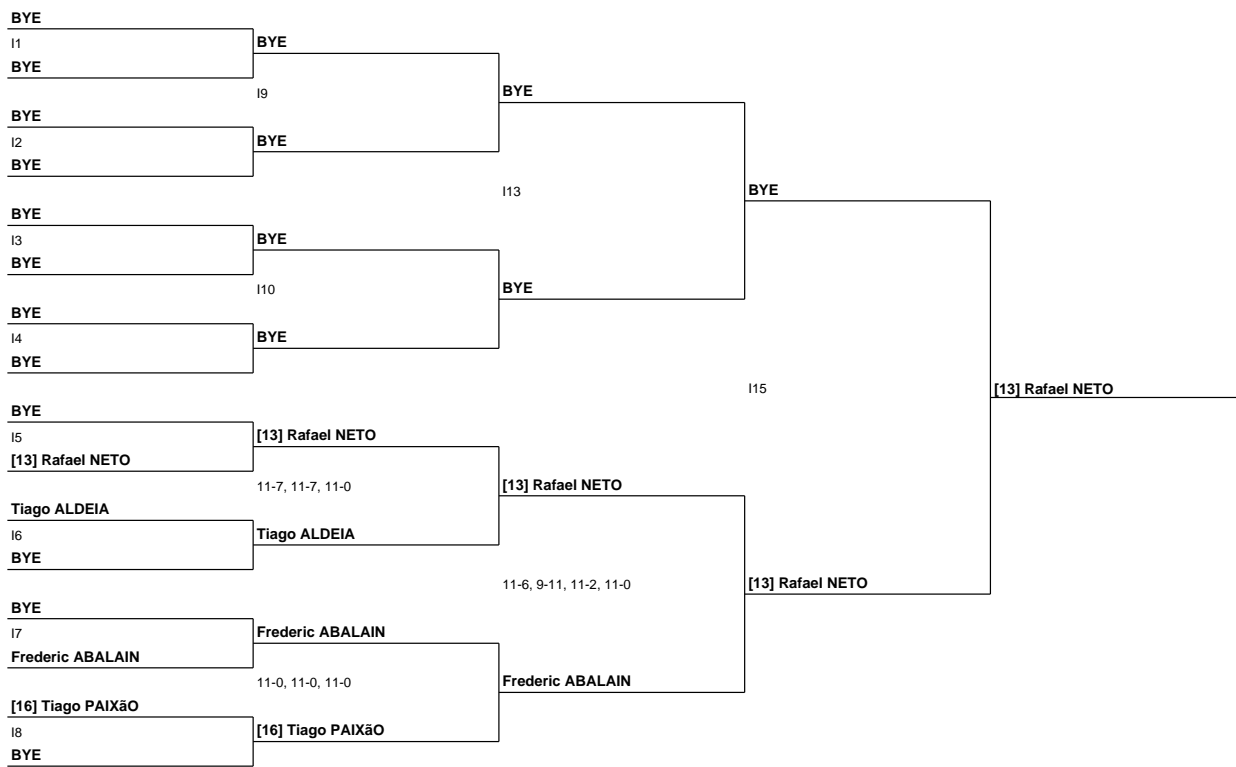 BYE
I1
BYE
BYE
I9
BYE
BYE
I2
BYE
BYE
I13
BYE
BYE
I3
BYE
BYE
I10
BYE
BYE
I4
BYE
BYE
I15
[13] Rafael NETO
BYE
I5
[13] Rafael NETO
[13] Rafael NETO
11-7, 11-7, 11-0
[13] Rafael NETO
Tiago ALDEIA
I6
Tiago ALDEIA
BYE
11-6, 9-11, 11-2, 11-0
[13] Rafael NETO
BYE
I7
Frederic ABALAIN
Frederic ABALAIN
11-0, 11-0, 11-0
Frederic ABALAIN
[16] Tiago PAIXãO
I8
[16] Tiago PAIXãO
BYE